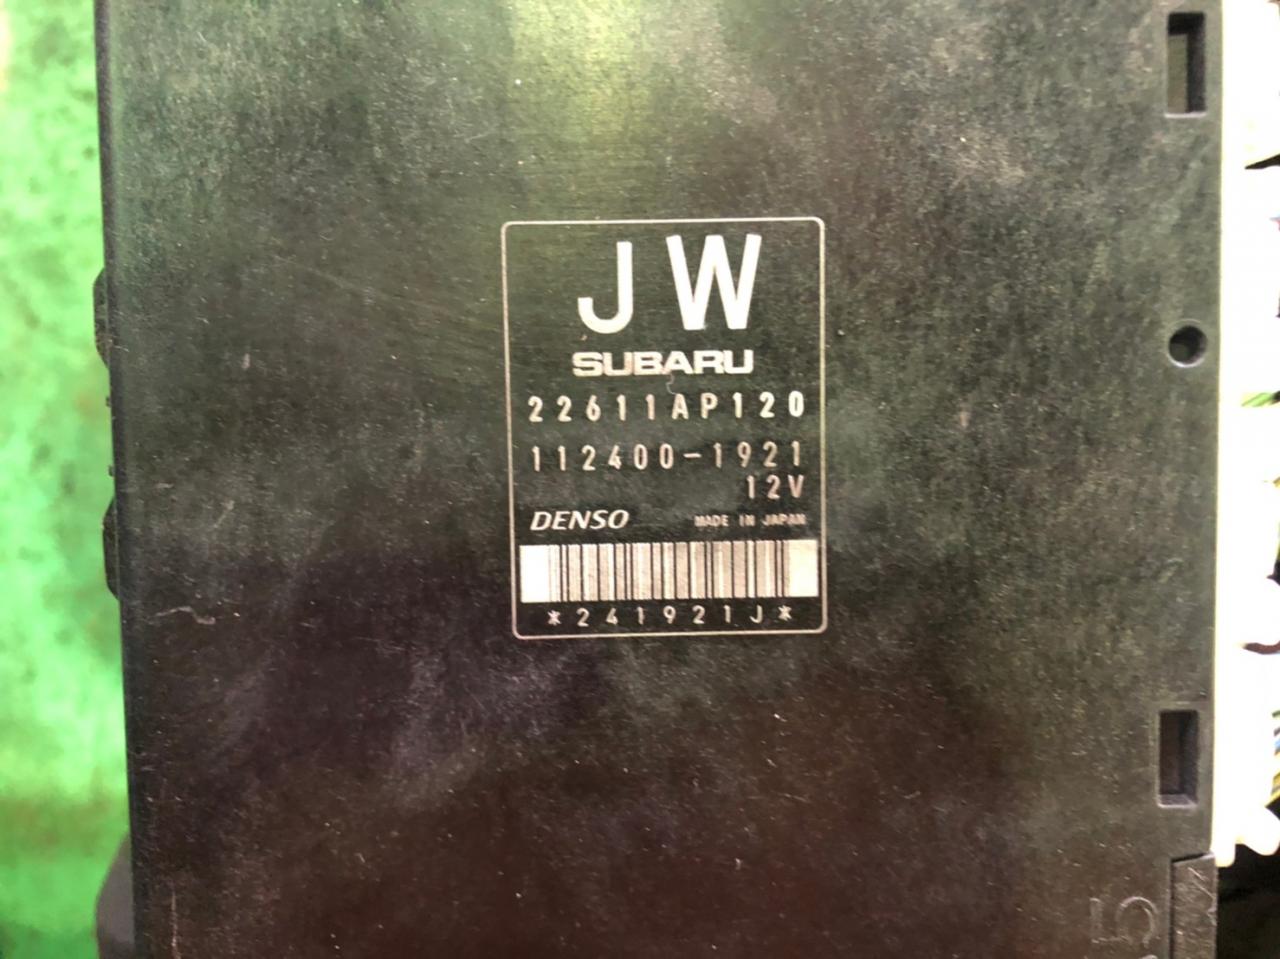 JW
SUBARU
22611AP120
112400-1921
12V
DENSO MADE IN JAPAN
*241921J*